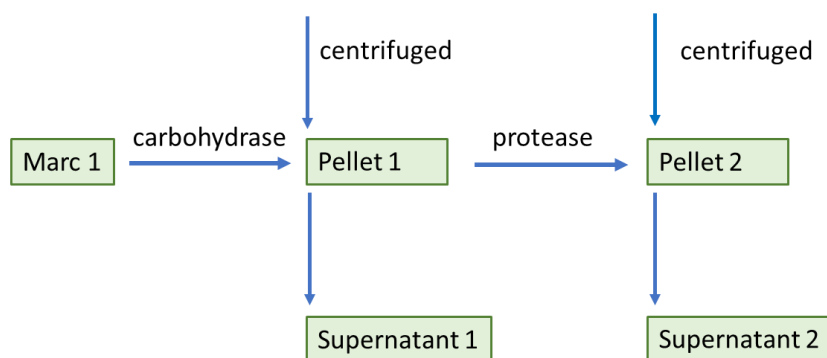 centrifuged
centrifuged
carbohydrase
protease
Marc 1
Pellet 1
Pellet 2
Supernatant 1
Supernatant 2